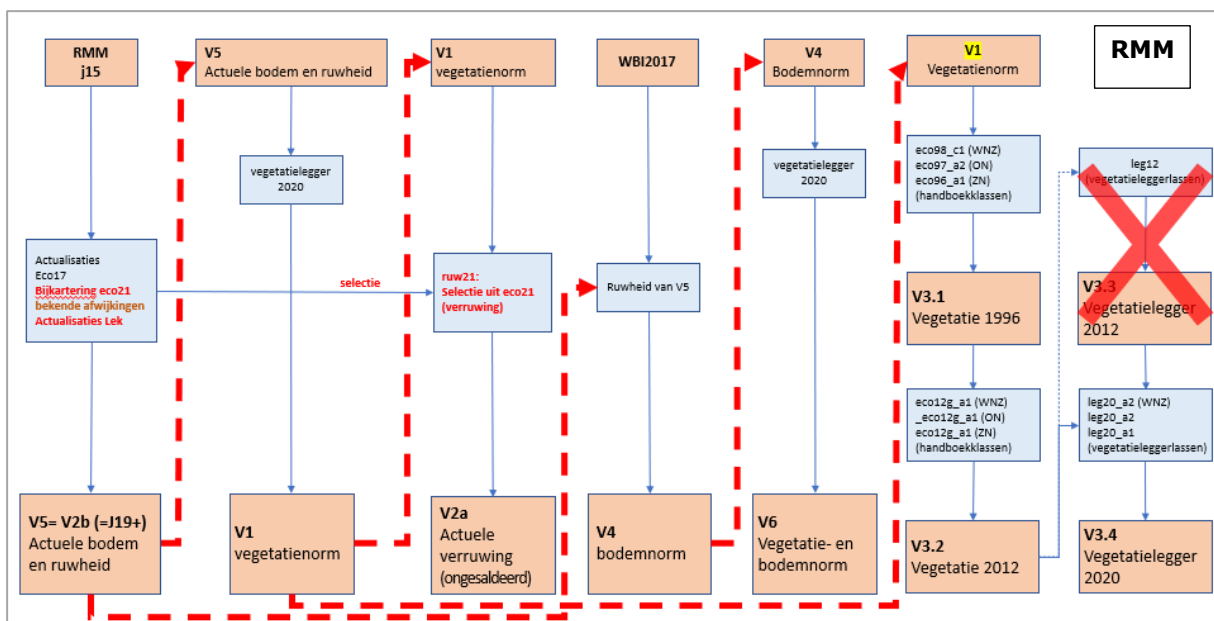 RMM
j15
Actualisaties
Eco17
Bijkartering eco21
bekende afwijkingen
Actualisaties Lek
V5= V2b (=J19+)
Actuele bodem
en ruwheid
V5
Actuele bodem en ruwheid
vegetatielegger
2020
V1
vegetatienorm
selectie
V1
vegetatienorm
ruw21:
Selectie uit eco21
(verruwing)
V2a
Actuele
verruwing
(ongesaldeerd)
WBI2017
Ruwheid van V5
V4
bodemnorm
V4
Bodemnorm
vegetatielegger
2020
V6
Vegetatie- en
bodemnorm
V1
Vegetatienorm
eco98_c1 (WNZ)
eco97_a2 (ON)
eco96_a1 (ZN)
(handboekklassen)
V3.1
Vegetatie 1996
eco12g_a1 (WNZ)
_eco12g_a1 (ON)
eco12g_a1 (ZN)
(handboekklassen)
V3.2
Vegetatie 2012
RMM
leg12
(vegetatieleggerlassen)
V3.3
Vegetatielegger
2012
leg20_a2 (WNZ)
leg20_a2
leg20_a1
(vegetatieleggerlassen)
V3.4
Vegetatielegger
2020